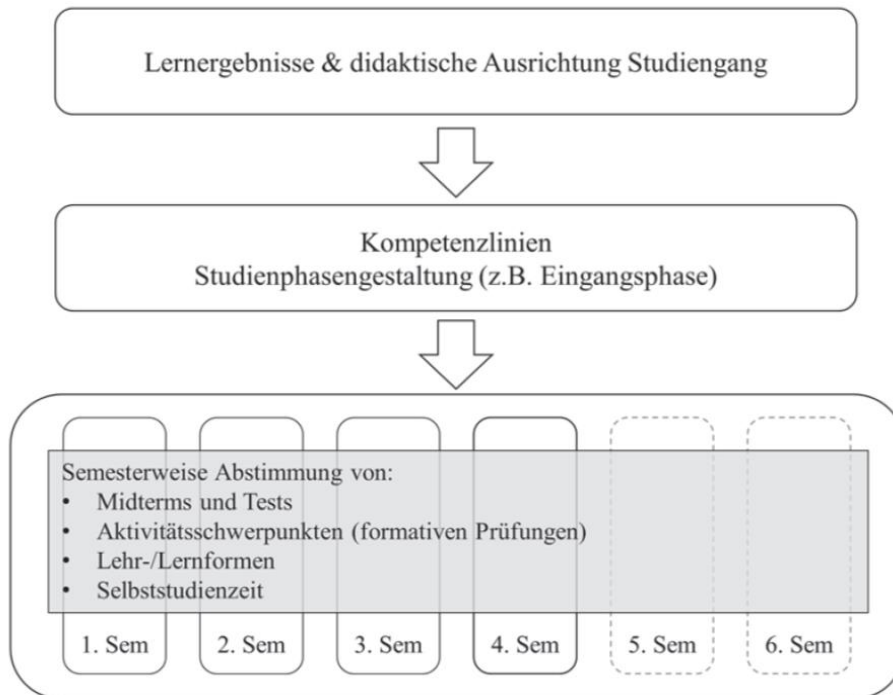 Lernergebnisse & didaktische Ausrichtung Studiengang
Kompetenzlinien
Studienphasengestaltung (z.B. Eingangsphase)
Semesterweise Abstimmung von:
• Midterms und Tests
• Aktivitätsschwerpunkten (formativen Prüfungen)
• Lehr-/Lernformen
• Selbststudienzeit
1. Sem 2. Sem 3. Sem 4. Sem 5. Sem 6. Sem